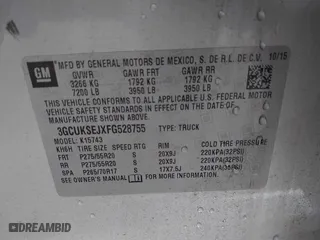 GM
MFD BY GENERAL MOTORS DE MEXICO, S. DE R.L. DE C.V. 10/15
GVWR GAWR FRT GAWR RR
3266 KG 1792 KG 1792 KG
7200 LB 3950 LB 3950 LB
THIS VEHICLE CONFORMS TO ALL APPLICABLE U.S. FEDERAL MOTOR
VEHICLE SAFETY STANDARDS IN EFFECT ON THE DATE OF
MANUFACTURE SHOWN ABOVE.
3GCUKSEJXFG528755 TYPE: TRUCK
MODEL: K15743
TIRE SIZE SPEED RTG RIM COLD TIRE PRESSURE
FRT P275/55R20 S 20X9J 220KPA(32PSI)
RR P275/55R20 S 20X9J 220KPA(32PSI)
SPA P265/70R17 S 17X7.5J 240KPA(35PSI)
DREAMBID